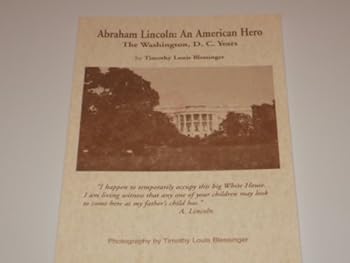 Abraham Lincoln: An American Hero
The Washington, D. C. Years
by Timothy Louis Blessinger
"I happen to temporarily occupy this big White House.
I am living witness that any one of your children may look
to come here as my father's child has."
A. Lincoln.
Photography by Timothy Louis Blessinger